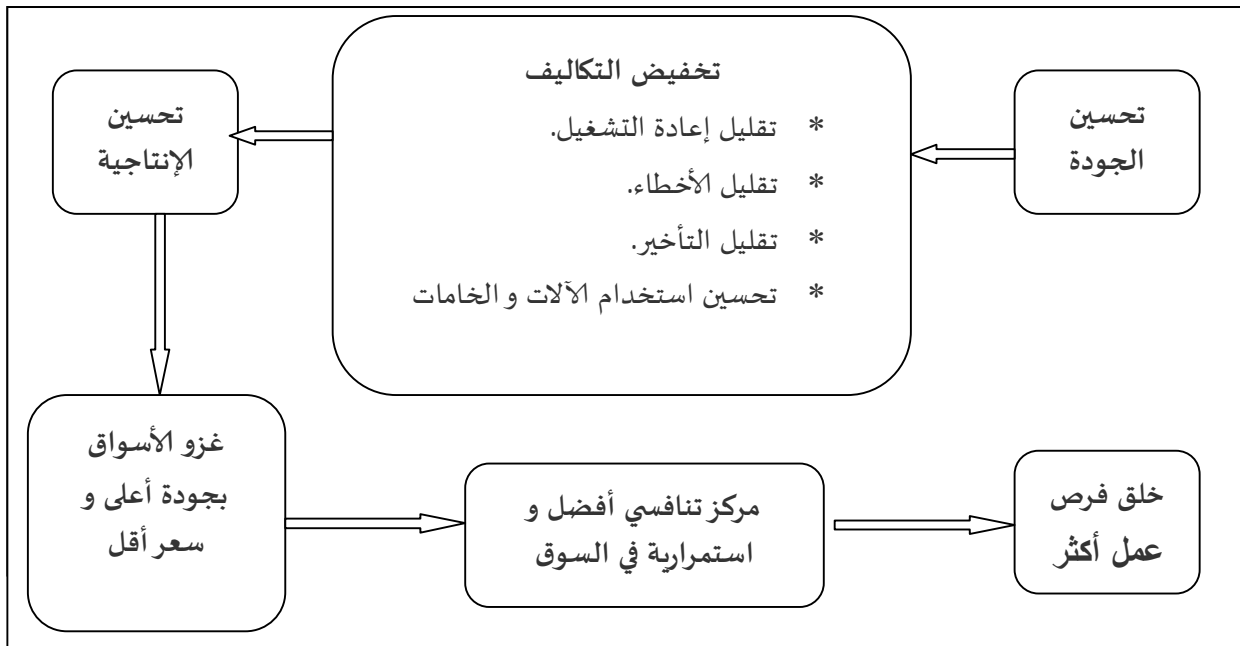 تحسين
الجودة
تخفيض التكاليف
* تقليل إعادة التشغيل.
* تقليل الأخطاء.
* تقليل التأخير.
* تحسين استخدام الآلات و الخامات
تحسين
الإنتاجية
غزو الأسواق
بجودة أعلى و
سعر أقل
مركز تنافسي أفضل و
استمرارية في السوق
خلق فرص
عمل أكثر